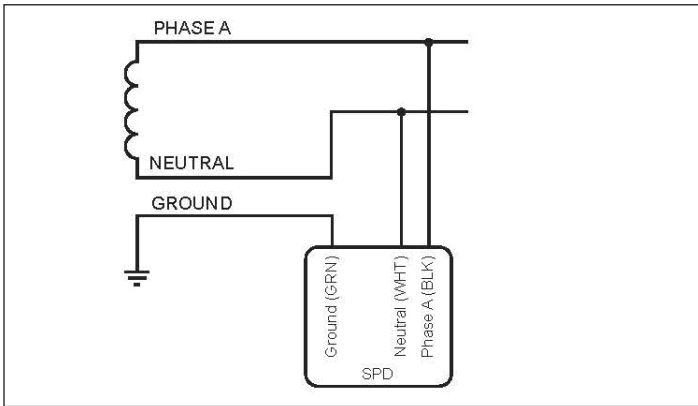 PHASE A
NEUTRAL
GROUND
Ground (GRN)
Neutral (WHT)
Phase A (BLK)
SPD